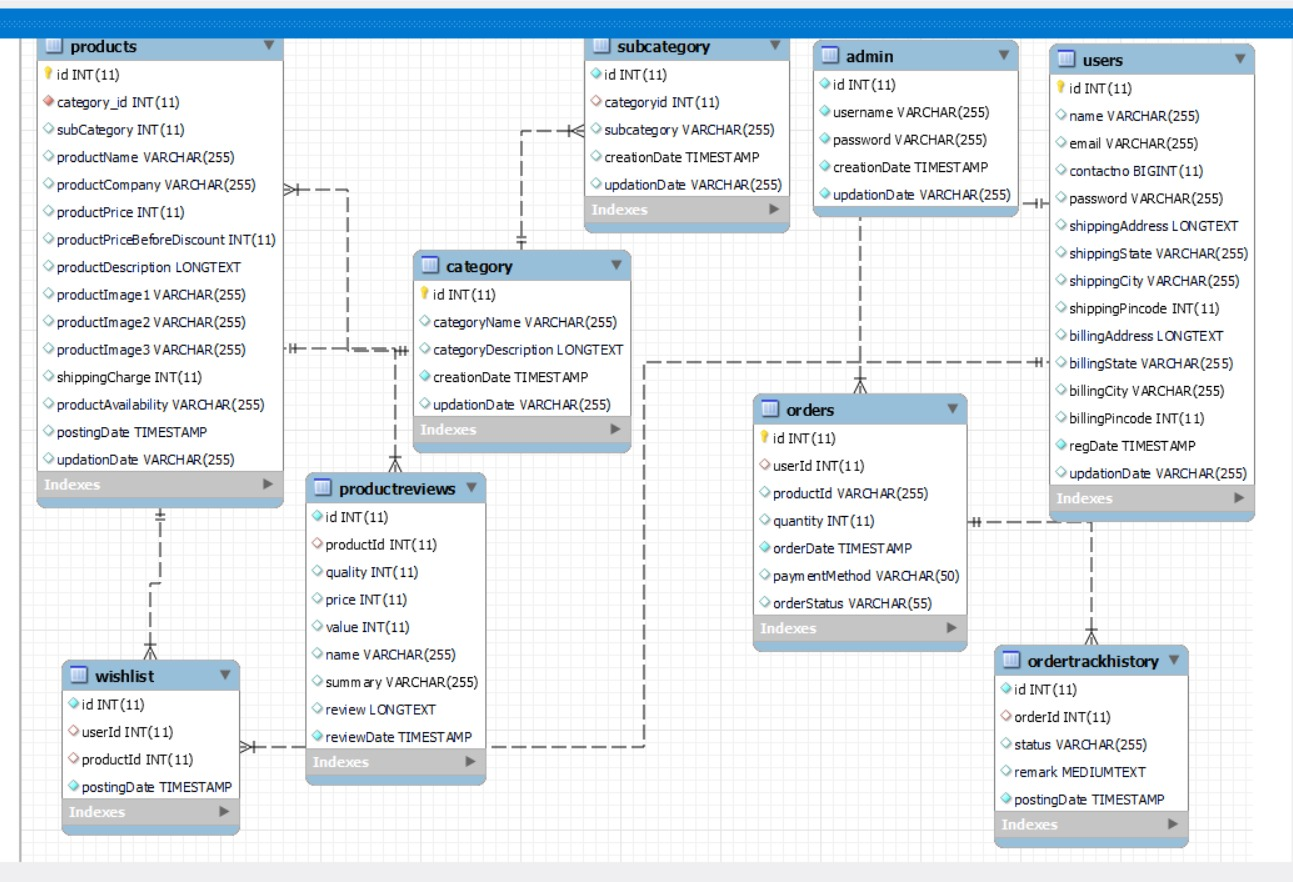 products
id INT(11)
category_id INT(11)
subCategory INT(11)
productName VARCHAR(255)
productCompany VARCHAR(255)
productPrice INT(11)
productPriceBeforeDiscount INT(11)
productDescription LONGTEXT
productImage1 VARCHAR(255)
productImage2 VARCHAR(255)
productImage3 VARCHAR(255)
shippingCharge INT(11)
productAvailability VARCHAR(255)
postingDate TIMESTAMP
updationDate VARCHAR(255)
Indexes
subcategory
id INT(11)
categoryid INT(11)
subcategory VARCHAR(255)
creationDate TIMESTAMP
updationDate VARCHAR(255)
Indexes
admin
id INT(11)
username VARCHAR(255)
password VARCHAR(255)
creationDate TIMESTAMP
updationDate VARCHAR(255)
users
id INT(11)
name VARCHAR(255)
email VARCHAR(255)
contactno BIGINT(11)
password VARCHAR(255)
shippingAddress LONGTEXT
shippingState VARCHAR(255)
shippingCity VARCHAR(255)
shippingPincode INT(11)
billingAddress LONGTEXT
billingState VARCHAR(255)
billingCity VARCHAR(255)
billingPincode INT(11)
regDate TIMESTAMP
updationDate VARCHAR(255)
Indexes
category
id INT(11)
categoryName VARCHAR(255)
categoryDescription LONGTEXT
creationDate TIMESTAMP
updationDate VARCHAR(255)
Indexes
orders
id INT(11)
userId INT(11)
productId VARCHAR(255)
quantity INT(11)
orderDate TIMESTAMP
paymentMethod VARCHAR(50)
orderStatus VARCHAR(55)
Indexes
productreviews
id INT(11)
productId INT(11)
quality INT(11)
price INT(11)
value INT(11)
name VARCHAR(255)
summary VARCHAR(255)
review LONGTEXT
reviewDate TIMESTAMP
Indexes
wishlist
id INT(11)
userId INT(11)
productId INT(11)
postingDate TIMESTAMP
Indexes
ordertrackhistory
id INT(11)
orderId INT(11)
status VARCHAR(255)
remark MEDIUMTEXT
postingDate TIMESTAMP
Indexes